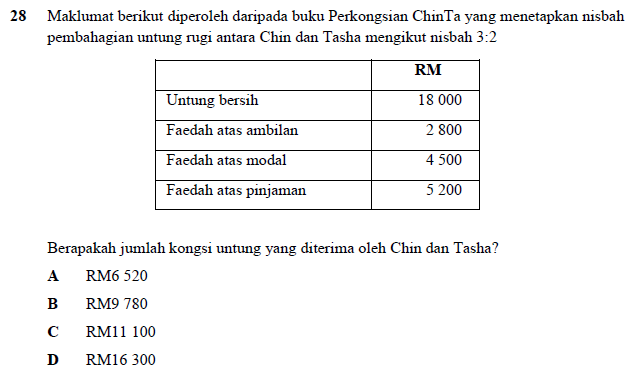 28 Maklumat berikut diperoleh daripada buku Perkongsian ChinTa yang menetapkan nisbah
pembahagian untung rugi antara Chin dan Tasha mengikut nisbah 3:2
RM
Untung bersih 18 000
Faedah atas ambilan 2 800
Faedah atas modal 4 500
Faedah atas pinjaman 5 200
Berapakah jumlah kongsi untung yang diterima oleh Chin dan Tasha?
A RM6 520
B RM9 780
C RM11 100
D RM16 300